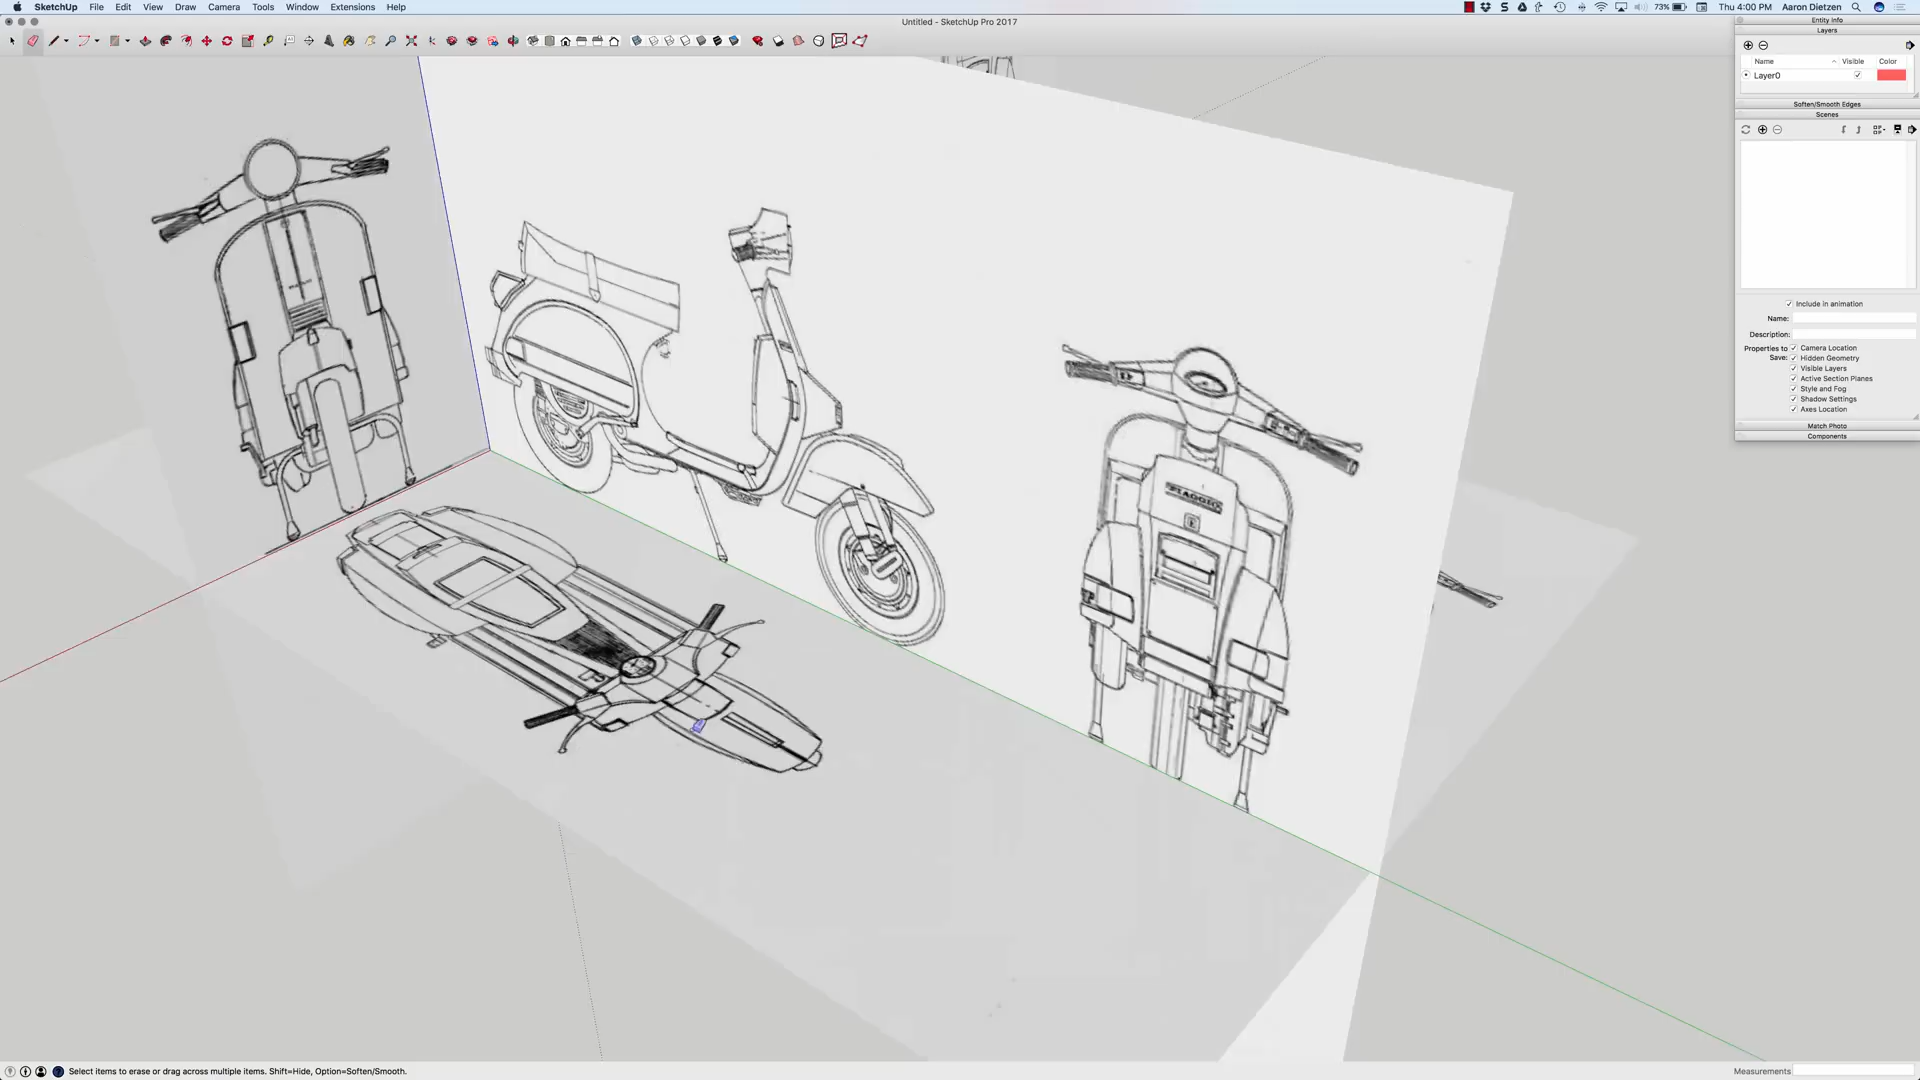 SketchUp File Edit View Draw Camera Tools Window Extensions Help
73% Thu 4:00 PM Aaron Dietzen
Untitled - SketchUp Pro 2017
Entity Info
Layers
Name Visible Color
Layer0
Soften/Smooth Edges
Scenes
Include in animation
Name:
Description:
Properties to Save:
Camera Location
Hidden Geometry
Visible Layers
Active Section Planes
Style and Fog
Shadow Settings
Axes Location
Match Photo
Components
PIAGGIO
Select items to erase or drag across multiple items. Shift=Hide, Option=Soften/Smooth.
Measurements